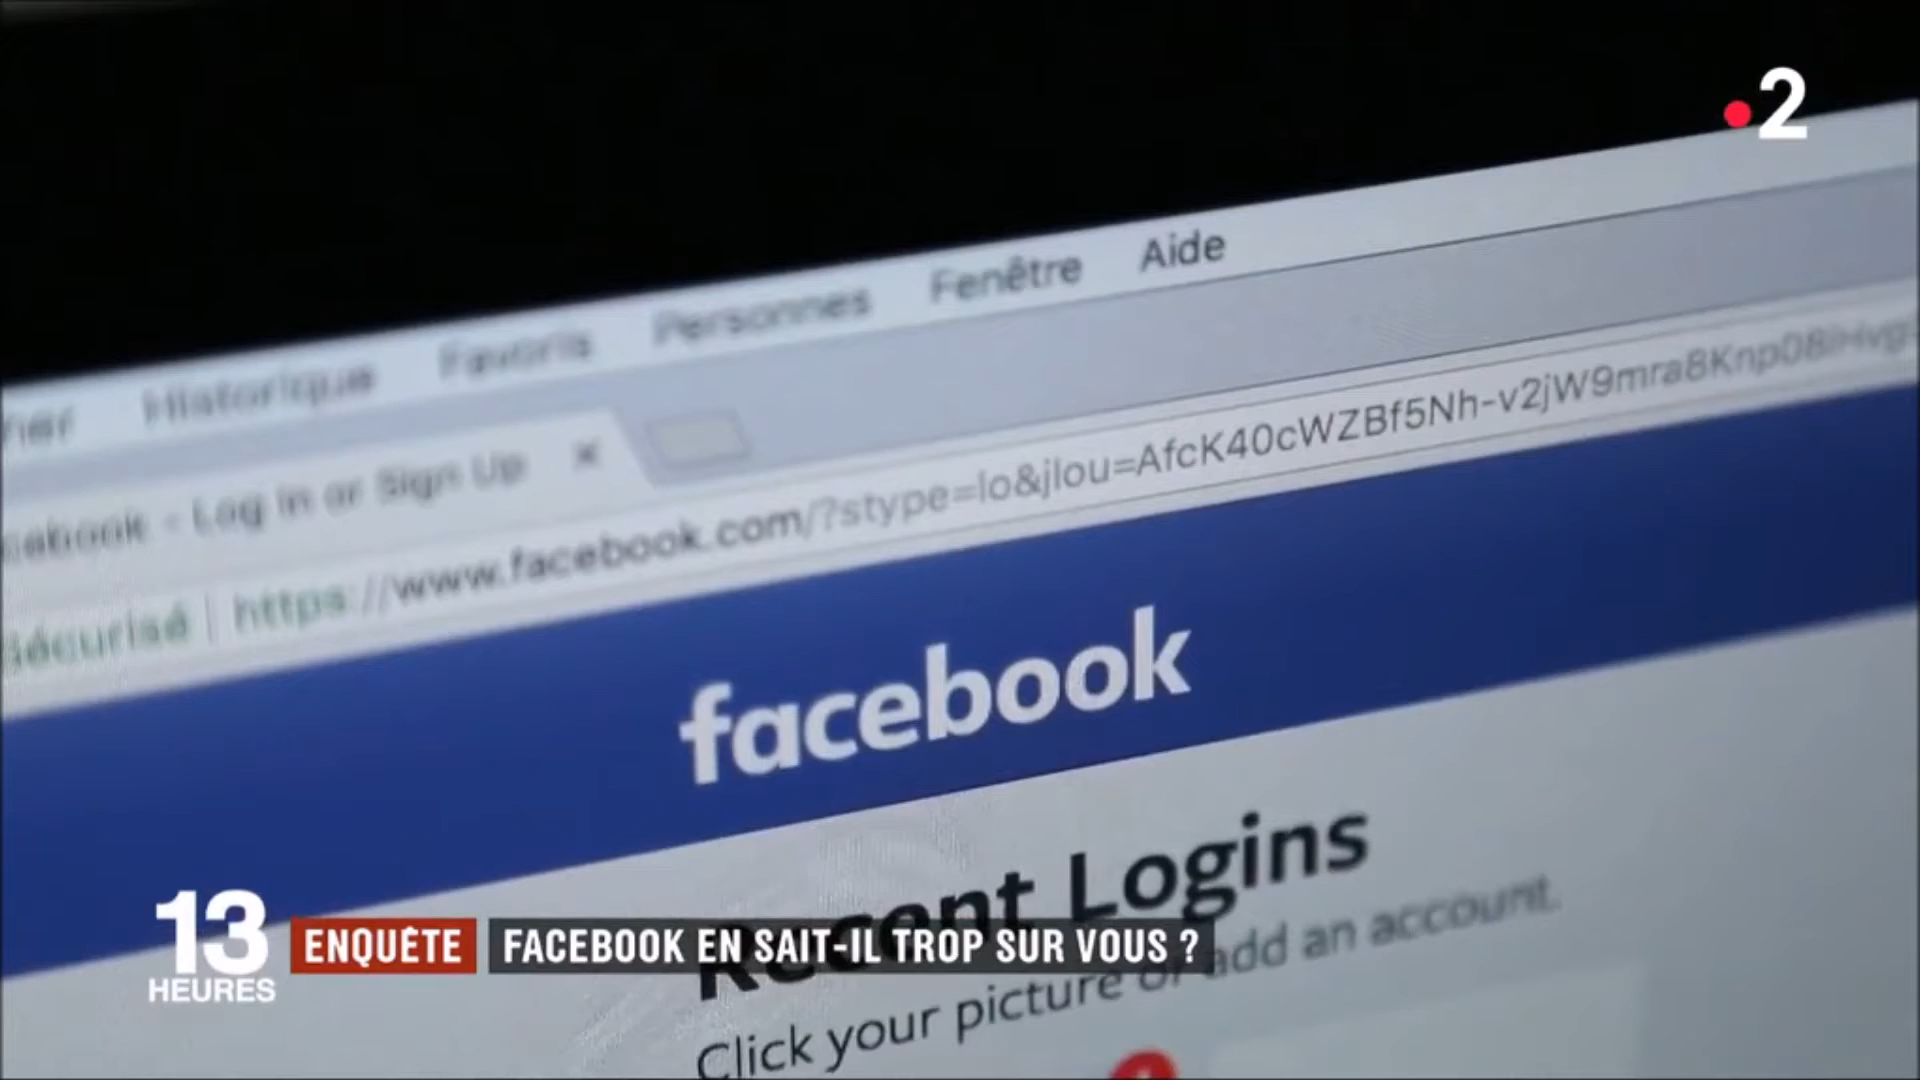 2
Historique Favoris Personnes Fenêtre Aide
Log in or Sign Up ×
Sécurisé | https://www.facebook.com/?stype=lo&jlou=AfcK40cWZBf5Nh-v2jW9mra8Knp08iHvg
facebook
Recent Logins
Click your picture or add an account.
13
HEURES
ENQUÊTE
FACEBOOK EN SAIT-IL TROP SUR VOUS ?